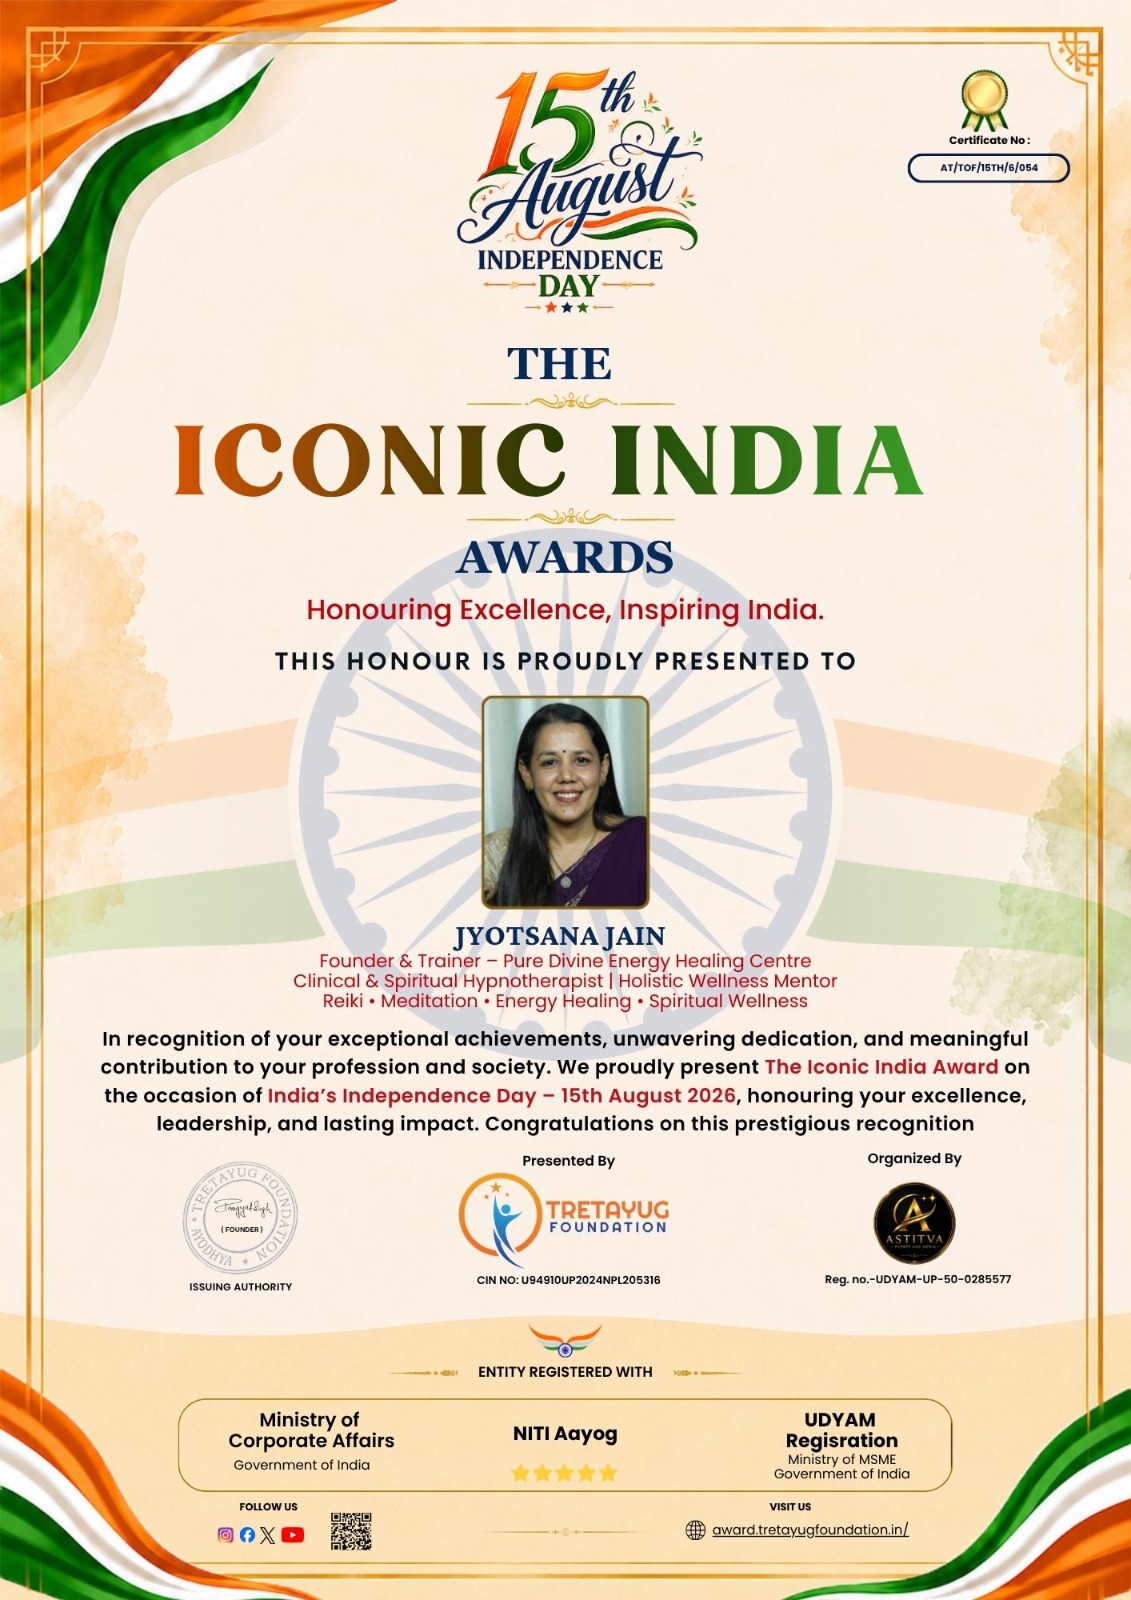 15th
August
INDEPENDENCE
DAY
Certificate No :
AT/TOF/15TH/6/054
THE
ICONIC INDIA
AWARDS
Honouring Excellence, Inspiring India.
THIS HONOUR IS PROUDLY PRESENTED TO
JYOTSANA JAIN
Founder & Trainer – Pure Divine Energy Healing Centre
Clinical & Spiritual Hypnotherapist | Holistic Wellness Mentor
Reiki • Meditation • Energy Healing • Spiritual Wellness
In recognition of your exceptional achievements, unwavering dedication, and meaningful
contribution to your profession and society. We proudly present The Iconic India Award on
the occasion of India’s Independence Day – 15th August 2026, honouring your excellence,
leadership, and lasting impact. Congratulations on this prestigious recognition
TRETAYUG FOUNDATION
AYODHYA
( FOUNDER )
ISSUING AUTHORITY
Presented By
TRETAYUG
FOUNDATION
CIN NO: U94910UP2024NPL205316
Organized By
A
ASTITVA
Reg. no.-UDYAM-UP-50-0285577
ENTITY REGISTERED WITH
Ministry of
Corporate Affairs
Government of India
NITI Aayog
UDYAM
Regisration
Ministry of MSME
Government of India
FOLLOW US
VISIT US
award.tretayugfoundation.in/